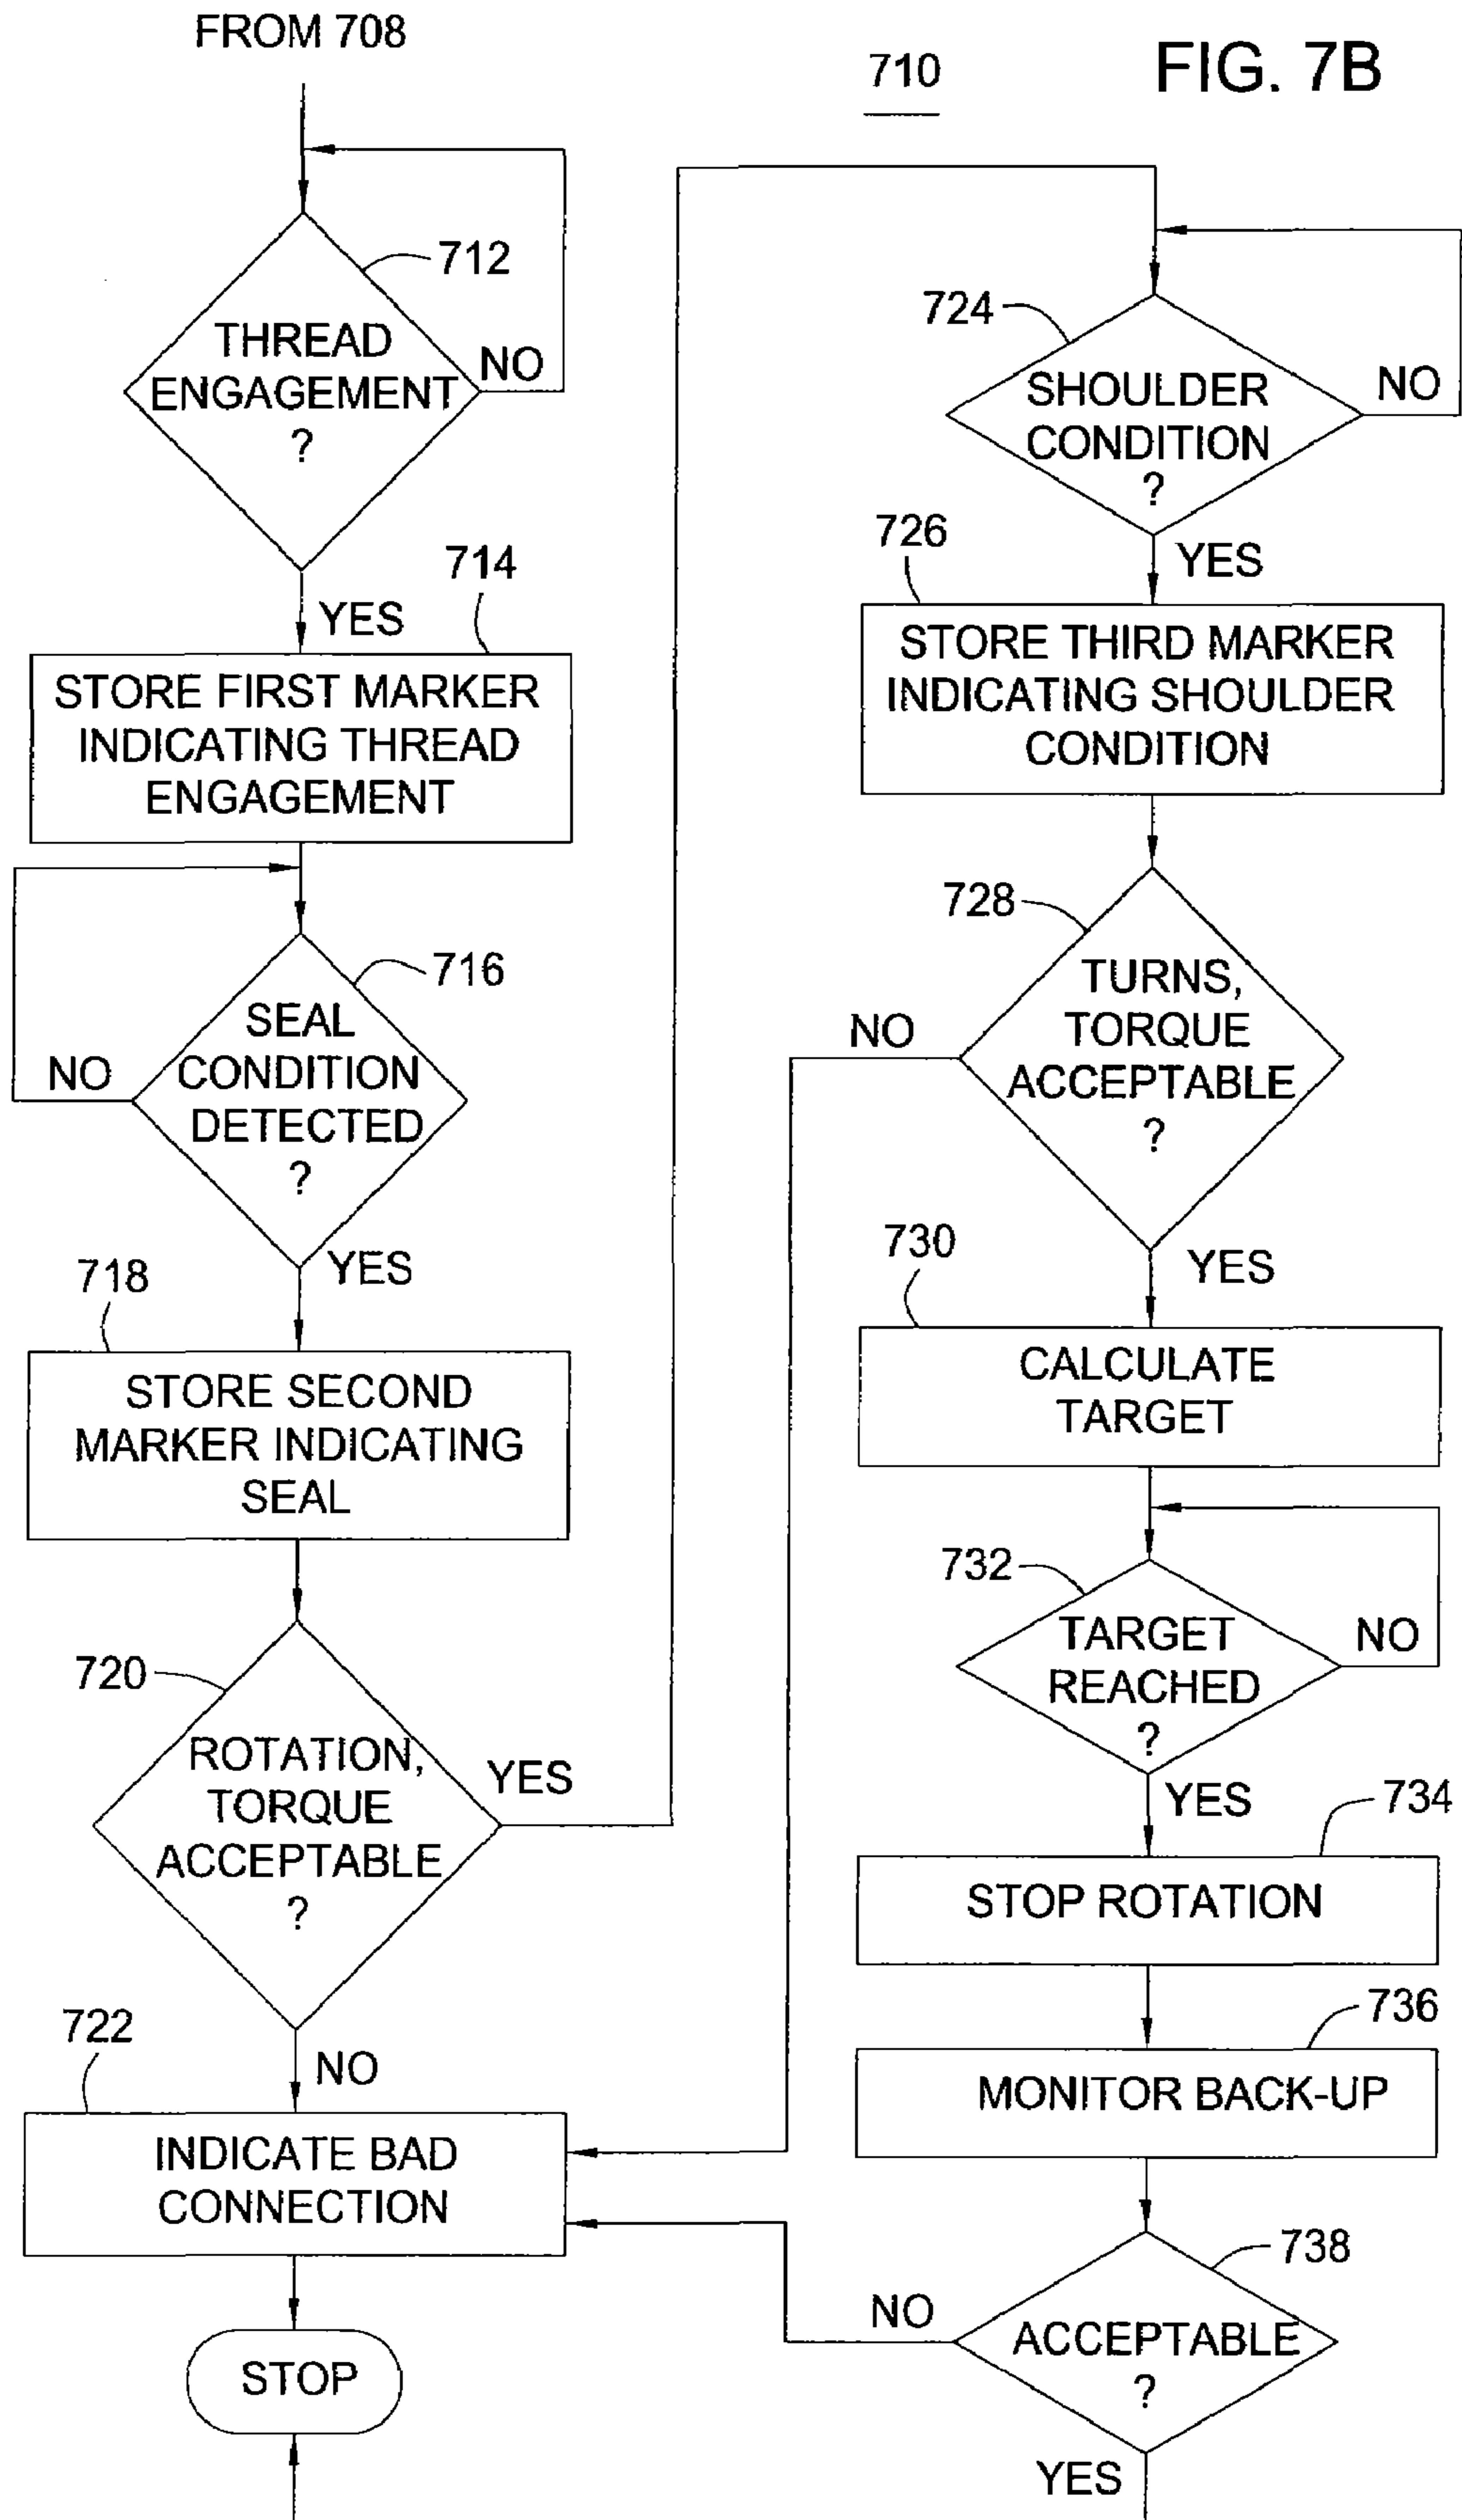 FROM 708
710
FIG. 7B
712
THREAD
ENGAGEMENT
?
NO
YES
714
STORE FIRST MARKER
INDICATING THREAD
ENGAGEMENT
716
SEAL
CONDITION
DETECTED
?
NO
YES
718
STORE SECOND
MARKER INDICATING
SEAL
720
ROTATION,
TORQUE
ACCEPTABLE
?
YES
NO
722
INDICATE BAD
CONNECTION
STOP
724
SHOULDER
CONDITION
?
NO
YES
726
STORE THIRD MARKER
INDICATING SHOULDER
CONDITION
728
TURNS,
TORQUE
ACCEPTABLE
?
NO
YES
730
CALCULATE
TARGET
732
TARGET
REACHED
?
NO
YES
734
STOP ROTATION
736
MONITOR BACK-UP
738
ACCEPTABLE
?
NO
YES